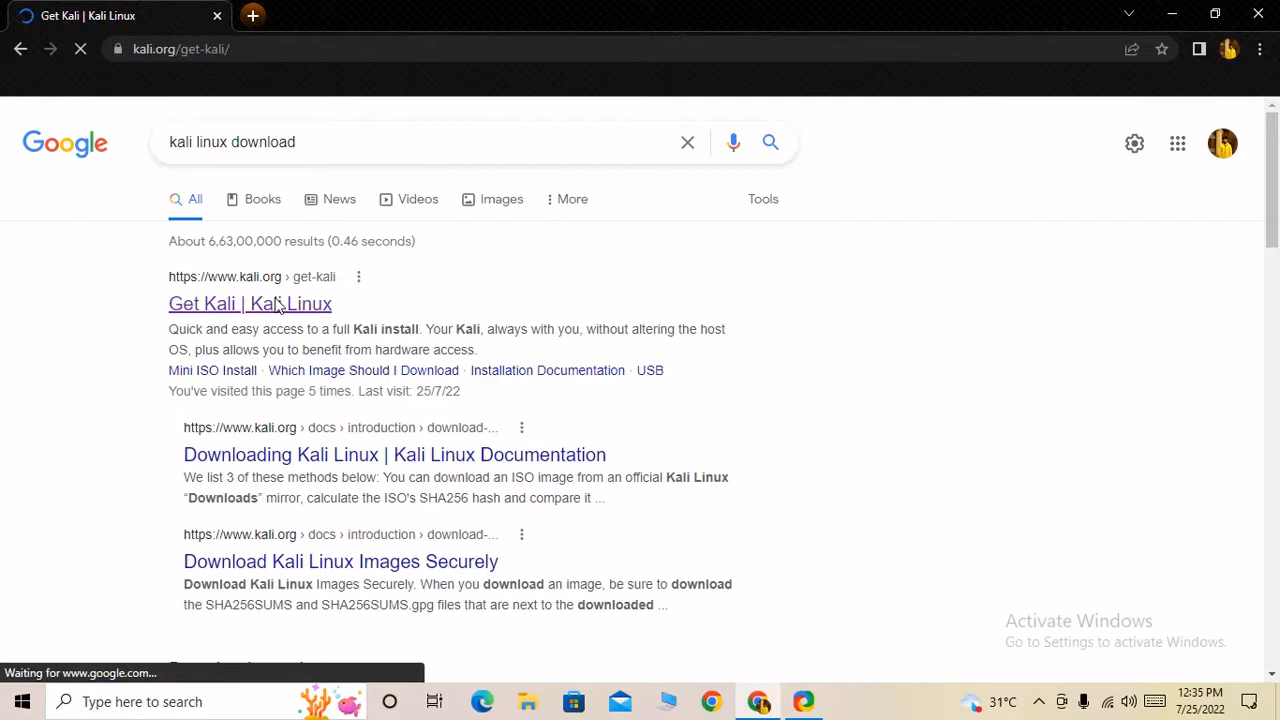 Get Kali | Kali Linux
kali.org/get-kali/
Google
kali linux download
All
Books
News
Videos
Images
More
Tools
About 6,63,00,000 results (0.46 seconds)
https://www.kali.org › get-kali
Get Kali | Kali Linux
Quick and easy access to a full Kali install. Your Kali, always with you, without altering the host
OS, plus allows you to benefit from hardware access.
Mini ISO Install · Which Image Should I Download · Installation Documentation · USB
You've visited this page 5 times. Last visit: 25/7/22
https://www.kali.org › docs › introduction › download-...
Downloading Kali Linux | Kali Linux Documentation
We list 3 of these methods below: You can download an ISO image from an official Kali Linux
“Downloads” mirror, calculate the ISO's SHA256 hash and compare it ...
https://www.kali.org › docs › introduction › download-...
Download Kali Linux Images Securely
Download Kali Linux Images Securely. When you download an image, be sure to download
the SHA256SUMS and SHA256SUMS.gpg files that are next to the downloaded ...
Activate Windows
Go to Settings to activate Windows.
Waiting for www.google.com...
Type here to search
31°C
12:35 PM
7/25/2022